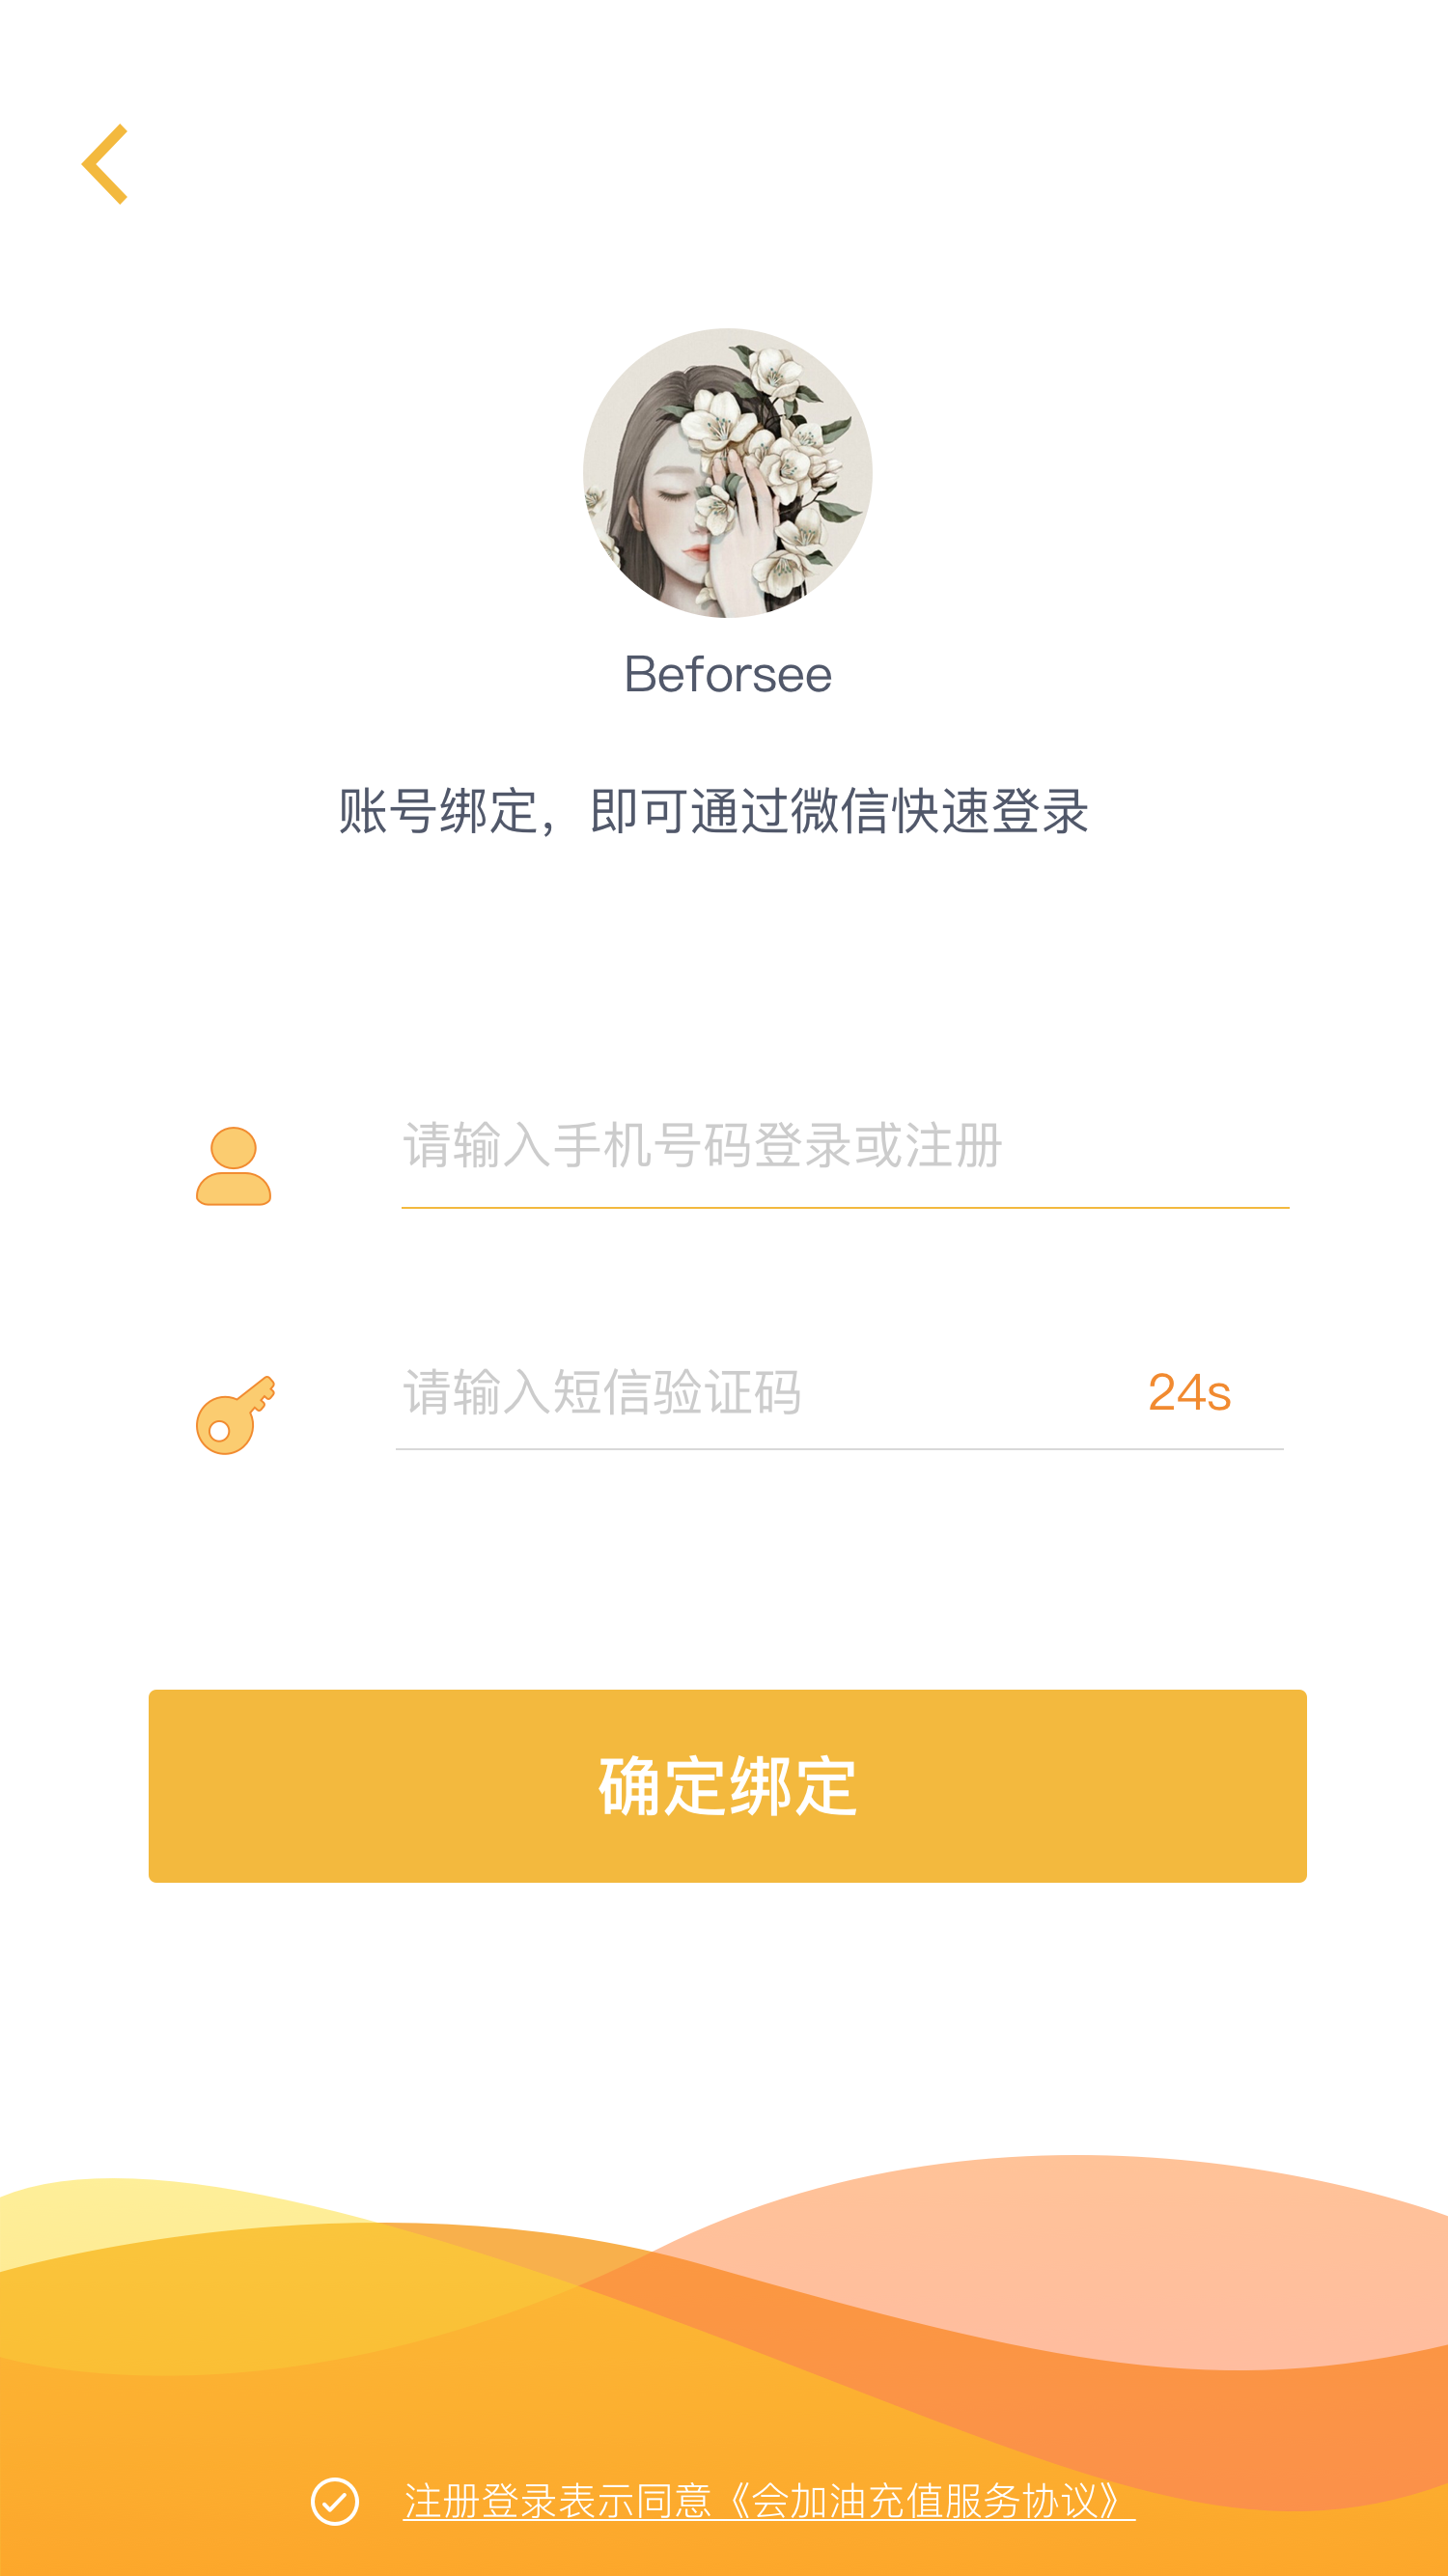 Beforsee
账号绑定，即可通过微信快速登录
请输入手机号码登录或注册
请输入短信验证码 24s
确定绑定
注册登录表示同意《会加油充值服务协议》